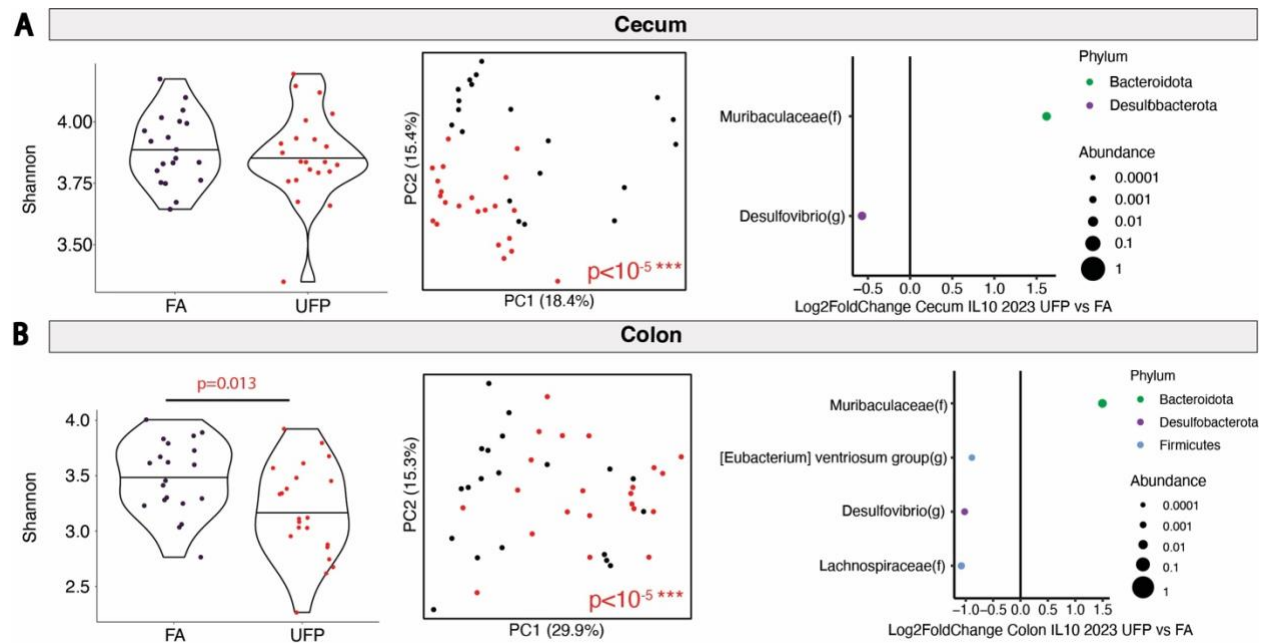 A
Cecum
Shannon
4.00
3.75
3.50
FA
UFP
PC2 (15.4%)
p<10-5 ***
PC1 (18.4%)
Muribaculaceae(f)
Desulfovibrio(g)
−0.5 0.0 0.5 1.0 1.5
Log2FoldChange Cecum IL10 2023 UFP vs FA
Phylum
Bacteroidota
Desulfobacterota
Abundance
0.0001
0.001
0.01
0.1
1
B
Colon
p=0.013
Shannon
4.0
3.5
3.0
2.5
FA
UFP
PC2 (15.3%)
p<10-5 ***
PC1 (29.9%)
Muribaculaceae(f)
[Eubacterium] ventriosum group(g)
Desulfovibrio(g)
Lachnospiraceae(f)
−1.0−0.5 0.0 0.5 1.0 1.5
Log2FoldChange Colon IL10 2023 UFP vs FA
Phylum
Bacteroidota
Desulfobacterota
Firmicutes
Abundance
0.0001
0.001
0.01
0.1
1